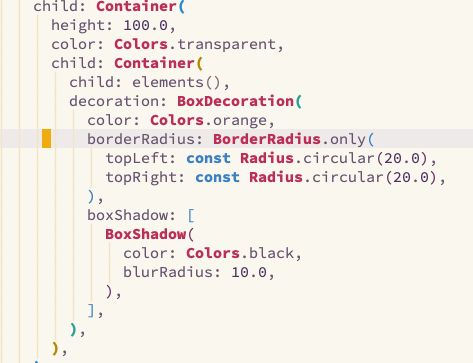 child: Container(
height: 100.0,
color: Colors.transparent,
child: Container(
child: elements(),
decoration: BoxDecoration(
color: Colors.orange,
borderRadius: BorderRadius.only(
topLeft: const Radius.circular(20.0),
topRight: const Radius.circular(20.0),
),
boxShadow: [
BoxShadow(
color: Colors.black,
blurRadius: 10.0,
),
],
),
),